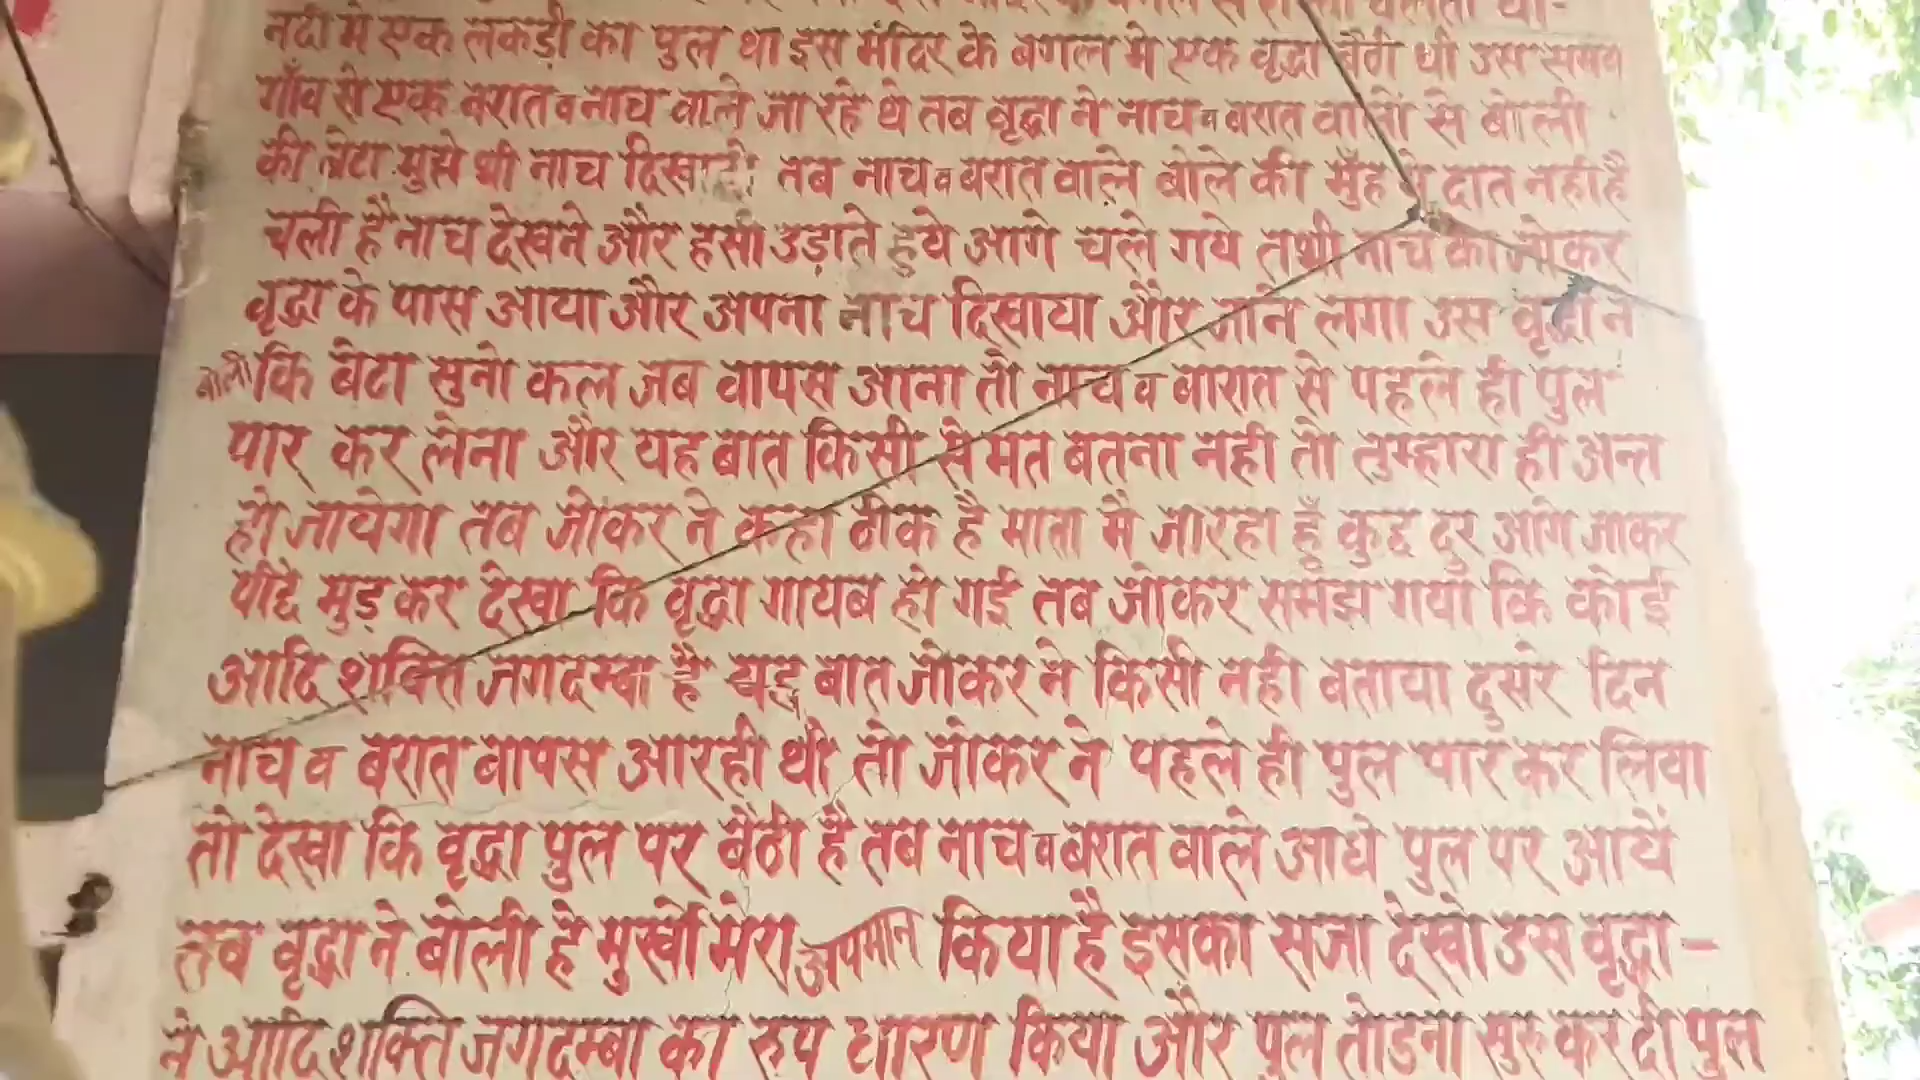 नदी मे एक लकड़ी का पुल था इस मंदिर के बगल मे एक वृद्धा बैठी थी उस समय
गाँव से एक बरात व नाच वाले जा रहे थे तब वृद्धा ने नाच व बरात वालो से बोली
की बेटा मुझे भी नाच दिखादो तब नाच व बरात वाले बोले की मुँह मे दात नहीं है
चली है नाच देखने और हसी उड़ाते हुये आगे चले गये तभी नाच का जोकर
वृद्धा के पास आया और अपना नाच दिखाया और जाने लगा उस वृद्धा ने
बोली कि बेटा सुनो कल जब वापस आना तो नाच व बारात से पहले ही पुल
पार कर लेना और यह बात किसी से मत बतना नही तो तुम्हारा ही अन्त
हो जायेगा तब जोकर ने कहा ठीक है माता मै जा रहा हूँ कुछ दुर आगे जाकर
पीछे मुड़ कर देखा कि वृद्धा गायब हो गई तब जोकर समझ गया कि कोई
आदि शक्ति जगदम्बा है यह बात जोकर ने किसी नही बताया दुसरे दिन
नाच व बरात वापस आ रही थी तो जोकर ने पहले ही पुल पार कर लिया
तो देखा कि वृद्धा पुल पर बैठी है तब नाच व बरात वाले आधे पुल पर आयें
तब वृद्धा ने बोली हे मुर्खो मेरा अपमान किया है इसका सजा देखो उस वृद्धा –
ने आदि शक्ति जगदम्बा का रुप धारण किया और पुल तोडना सुरु कर दी पुल